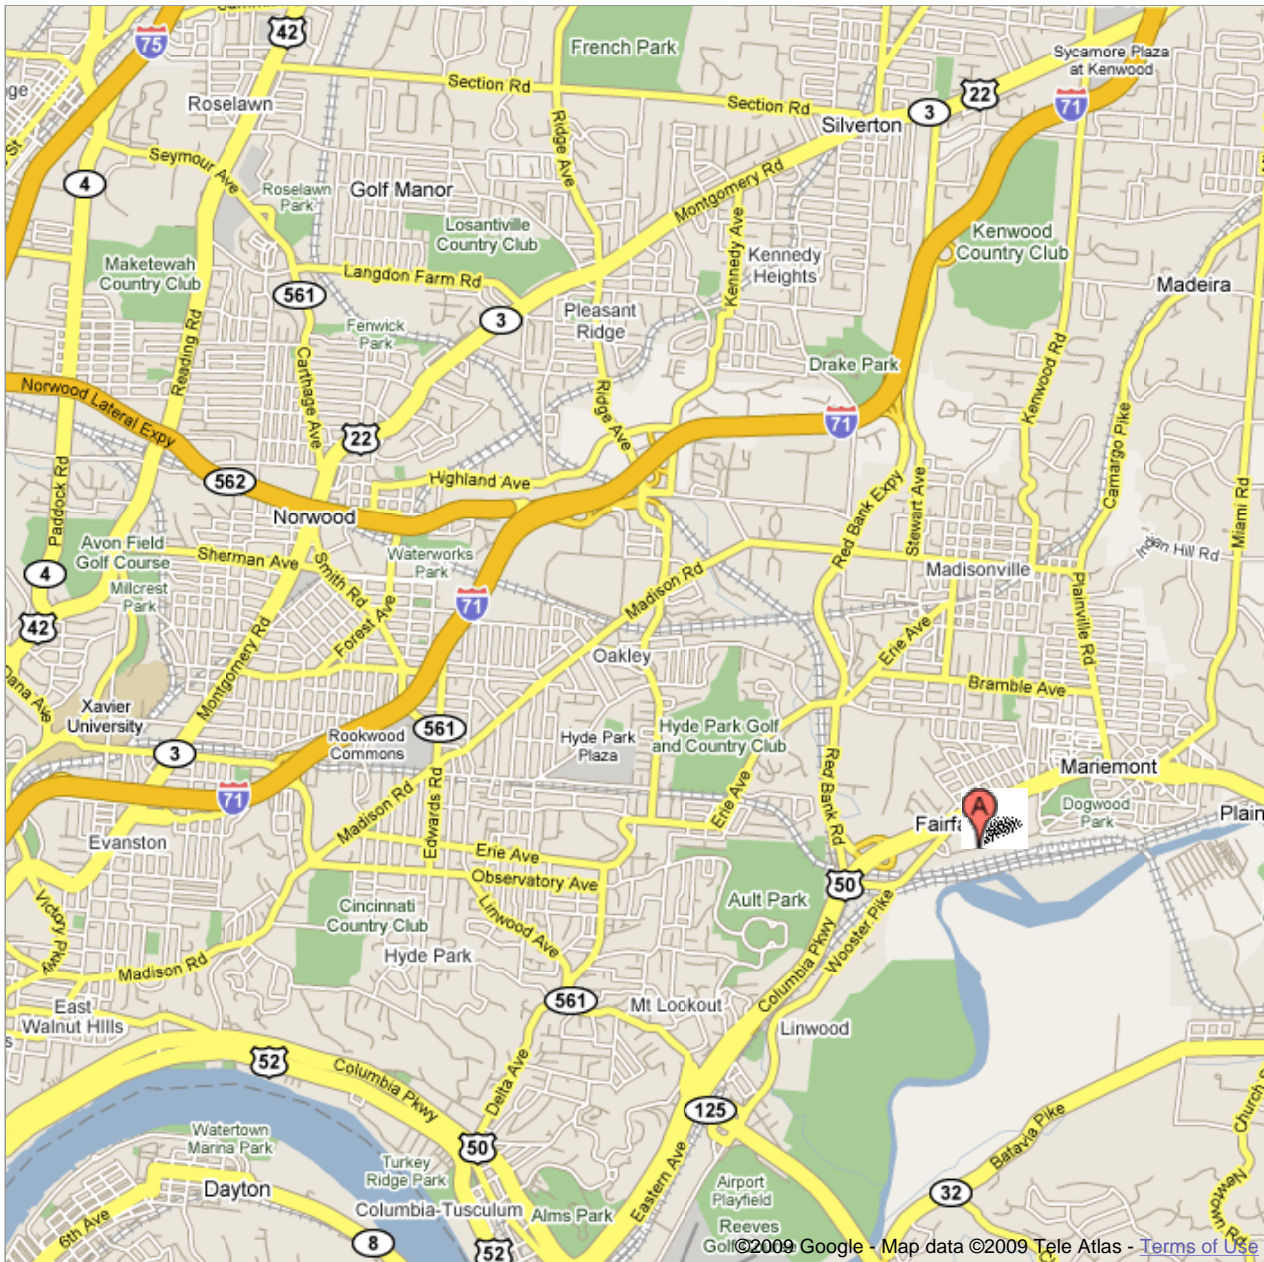 42
75
French Park
Sycamore Plaza
at Kenwood
71
22
3
Section Rd
Section Rd
Roselawn
Silverton
St
Ridge Ave
Seymour Ave
4
Roselawn
Park
Golf Manor
Montgomery Rd
Losantiville
Country Club
Kennedy Ave
Kennedy
Heights
Kenwood
Country Club
Maketewah
Country Club
Langdon Farm Rd
561
Madeira
Pleasant
Ridge
3
Fenwick
Park
Reading Rd
Carthage Ave
Drake Park
Kenwood Rd
Norwood Lateral Expy
Ridge Ave
71
22
Camargo Pike
Paddock Rd
562
Highland Ave
Red Bank Expy
Stewart Ave
Miami Rd
Norwood
Avon Field
Golf Course
Sherman Ave
Waterworks
Park
Indian Hill Rd
4
Millcrest
Park
Smith Rd
Madison Rd
Madisonville
42
71
Forest Ave
Plainville Rd
Montgomery Rd
Oakley
Erie Ave
Dana Ave
Bramble Ave
Xavier
University
561
Rookwood
Commons
Hyde Park
Plaza
Hyde Park Golf
and Country Club
3
Mariemont
71
Madison Rd
Edwards Rd
Erie Ave
Red Bank Rd
A
Dogwood
Park
Plain
Fairfa
Evanston
Erie Ave
Observatory Ave
50
Ault Park
Victory Pkwy
Cincinnati
Country Club
Linwood Ave
Columbia Pkwy
Wooster Pike
Hyde Park
Madison Rd
561
Mt Lookout
East
Walnut Hills
Linwood
52
Columbia Pkwy
Delta Ave
125
Batavia Pike
Church S
Watertown
Marina Park
50
Turkey
Ridge Park
Eastern Ave
Airport
Playfield
32
Dayton
Columbia-Tusculum
Alms Park
Reeves
Golf Course
Newtown Rd
6th Ave
8
52
©2009 Google - Map data ©2009 Tele Atlas - Terms of Use